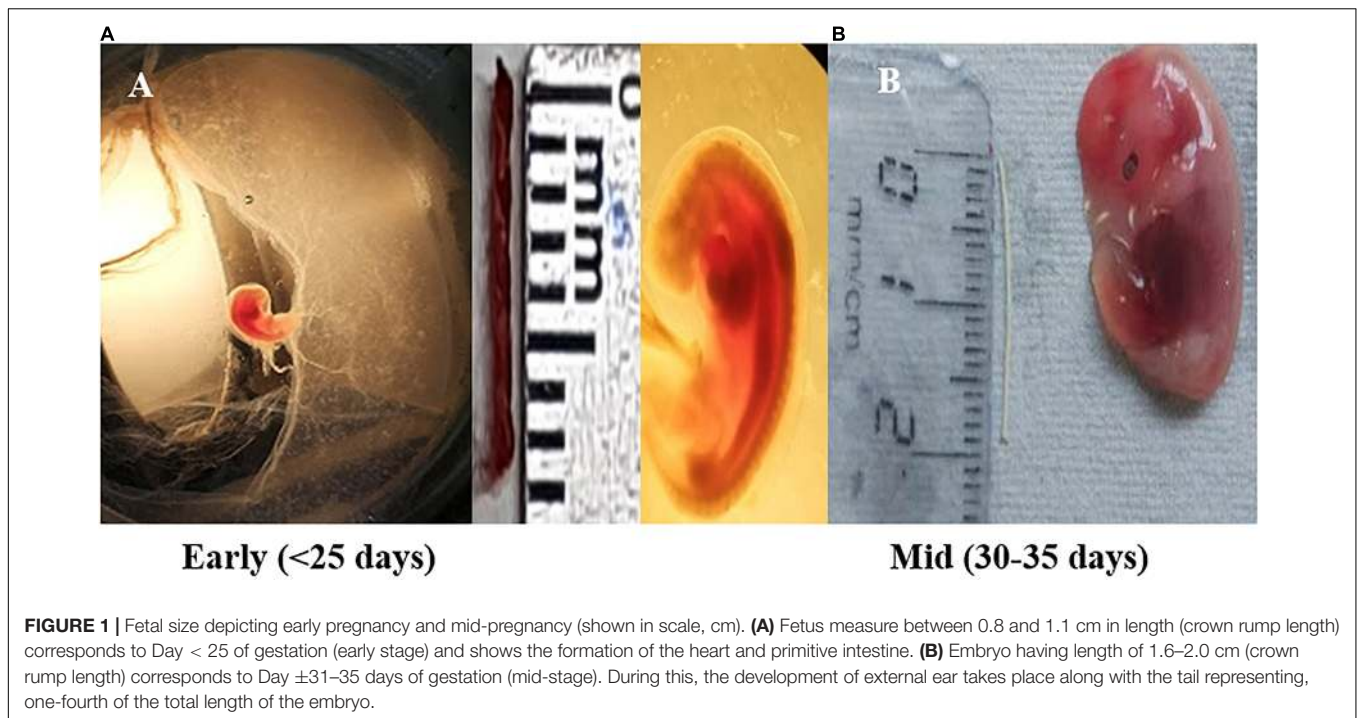 A
B
A
0
mm
B
0
1
2
mm/cm
Early (<25 days)
Mid (30-35 days)
FIGURE 1 | Fetal size depicting early pregnancy and mid-pregnancy (shown in scale, cm). (A) Fetus measure between 0.8 and 1.1 cm in length (crown rump length)
corresponds to Day < 25 of gestation (early stage) and shows the formation of the heart and primitive intestine. (B) Embryo having length of 1.6–2.0 cm (crown
rump length) corresponds to Day ±31–35 days of gestation (mid-stage). During this, the development of external ear takes place along with the tail representing,
one-fourth of the total length of the embryo.